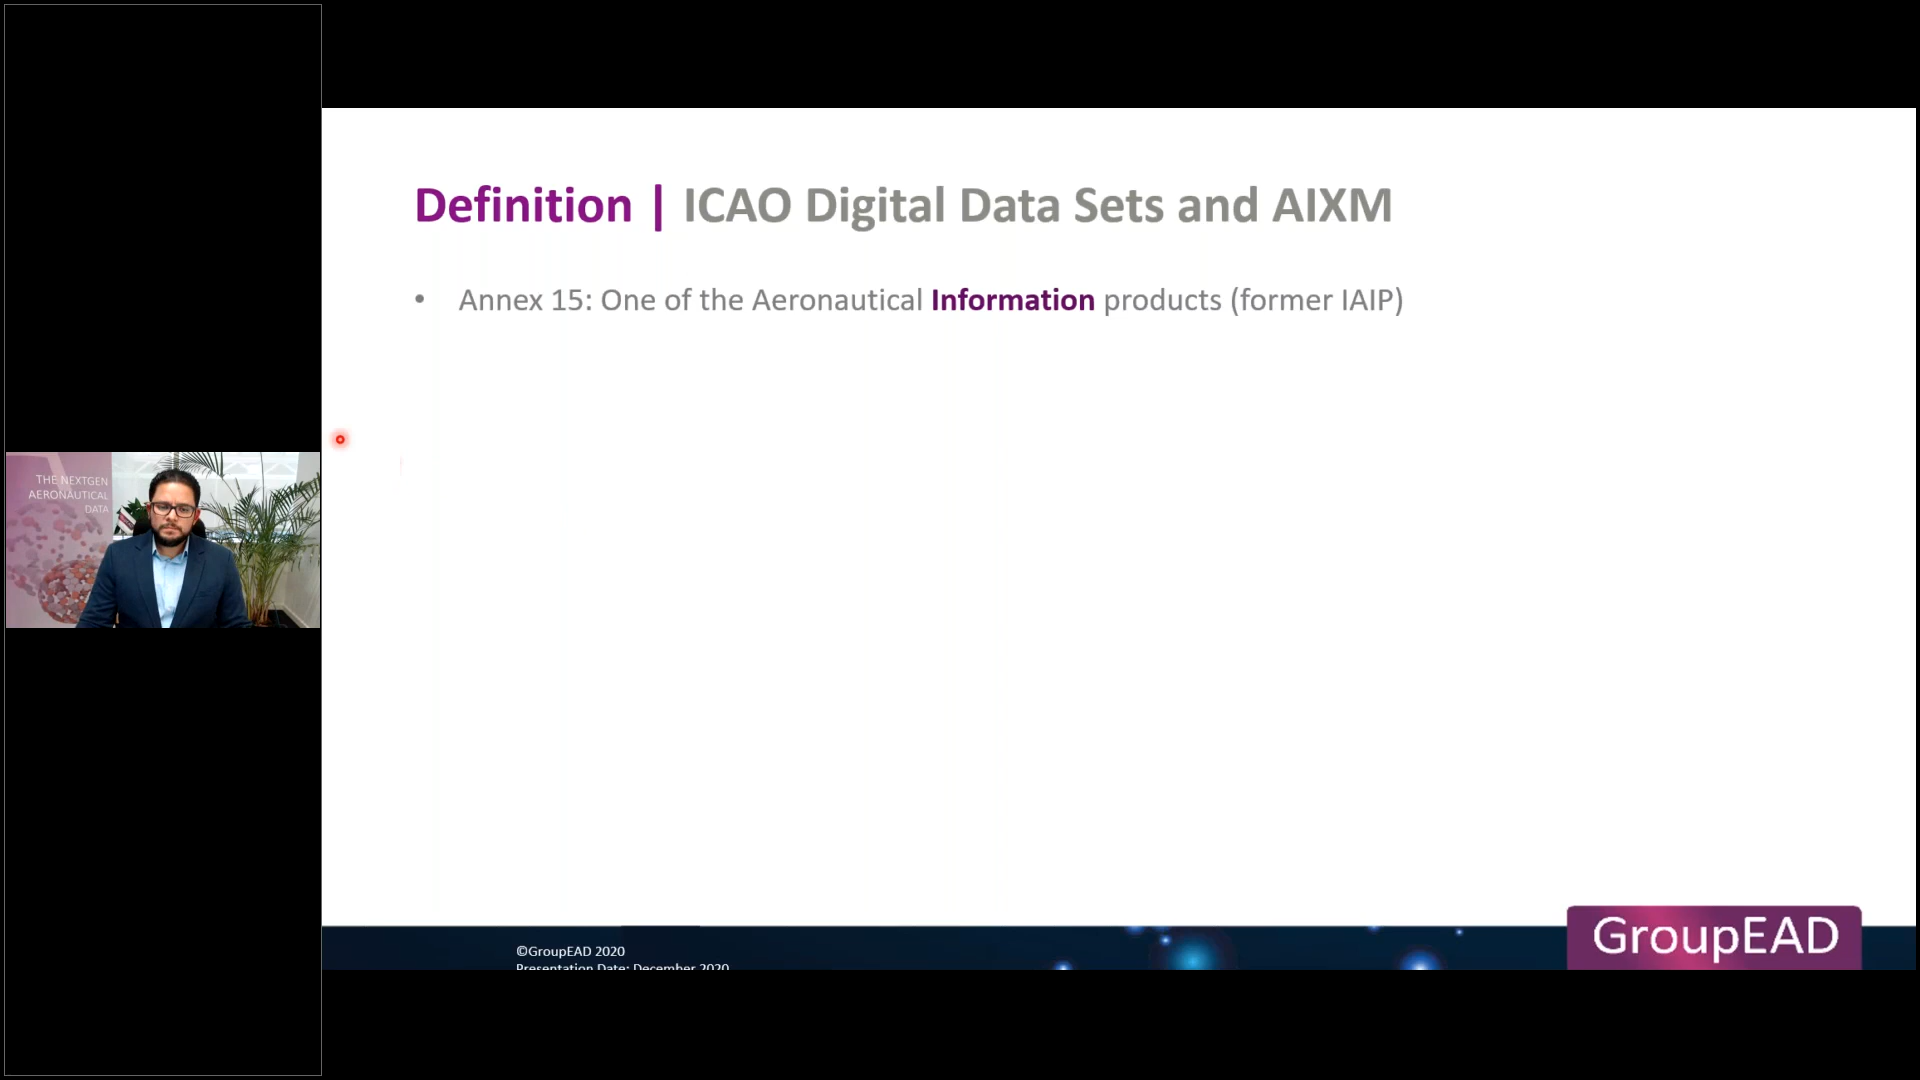 THE NEXTGEN
AERONAUTICAL
DATA
Definition | ICAO Digital Data Sets and AIXM
• Annex 15: One of the Aeronautical Information products (former IAIP)
©GroupEAD 2020
Presentation Date: December 2020
GroupEAD